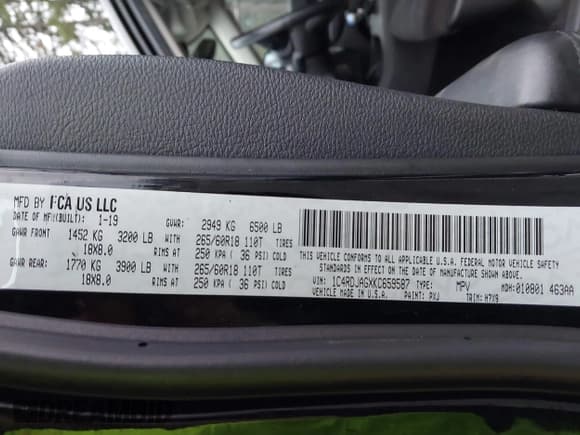 MFD BY FCA US LLC
DATE OF MFR(BUILT): 1-19 GVWR: 2949 KG 6500 LB
GAWR FRONT 1452 KG 3200 LB WITH 265/60R18 110T TIRES
18X8.0 RIMS AT 250 KPA( 36 PSI) COLD
GAWR REAR: 1770 KG 3900 LB WITH 265/60R18 110T TIRES
18X8.0 RIMS AT 250 KPA( 36 PSI) COLD
THIS VEHICLE CONFORMS TO ALL APPLICABLE U.S.A. FEDERAL MOTOR VEHICLE SAFETY
STANDARDS IN EFFECT ON THE DATE OF MANUFACTURE SHOWN ABOVE.
VIN: 1C4RDJAGXKC659587 TYPE: MPV MDH:010801 463AA
VEHICLE MADE IN U.S.A. PAINT: PXJ TRIM: H7X9